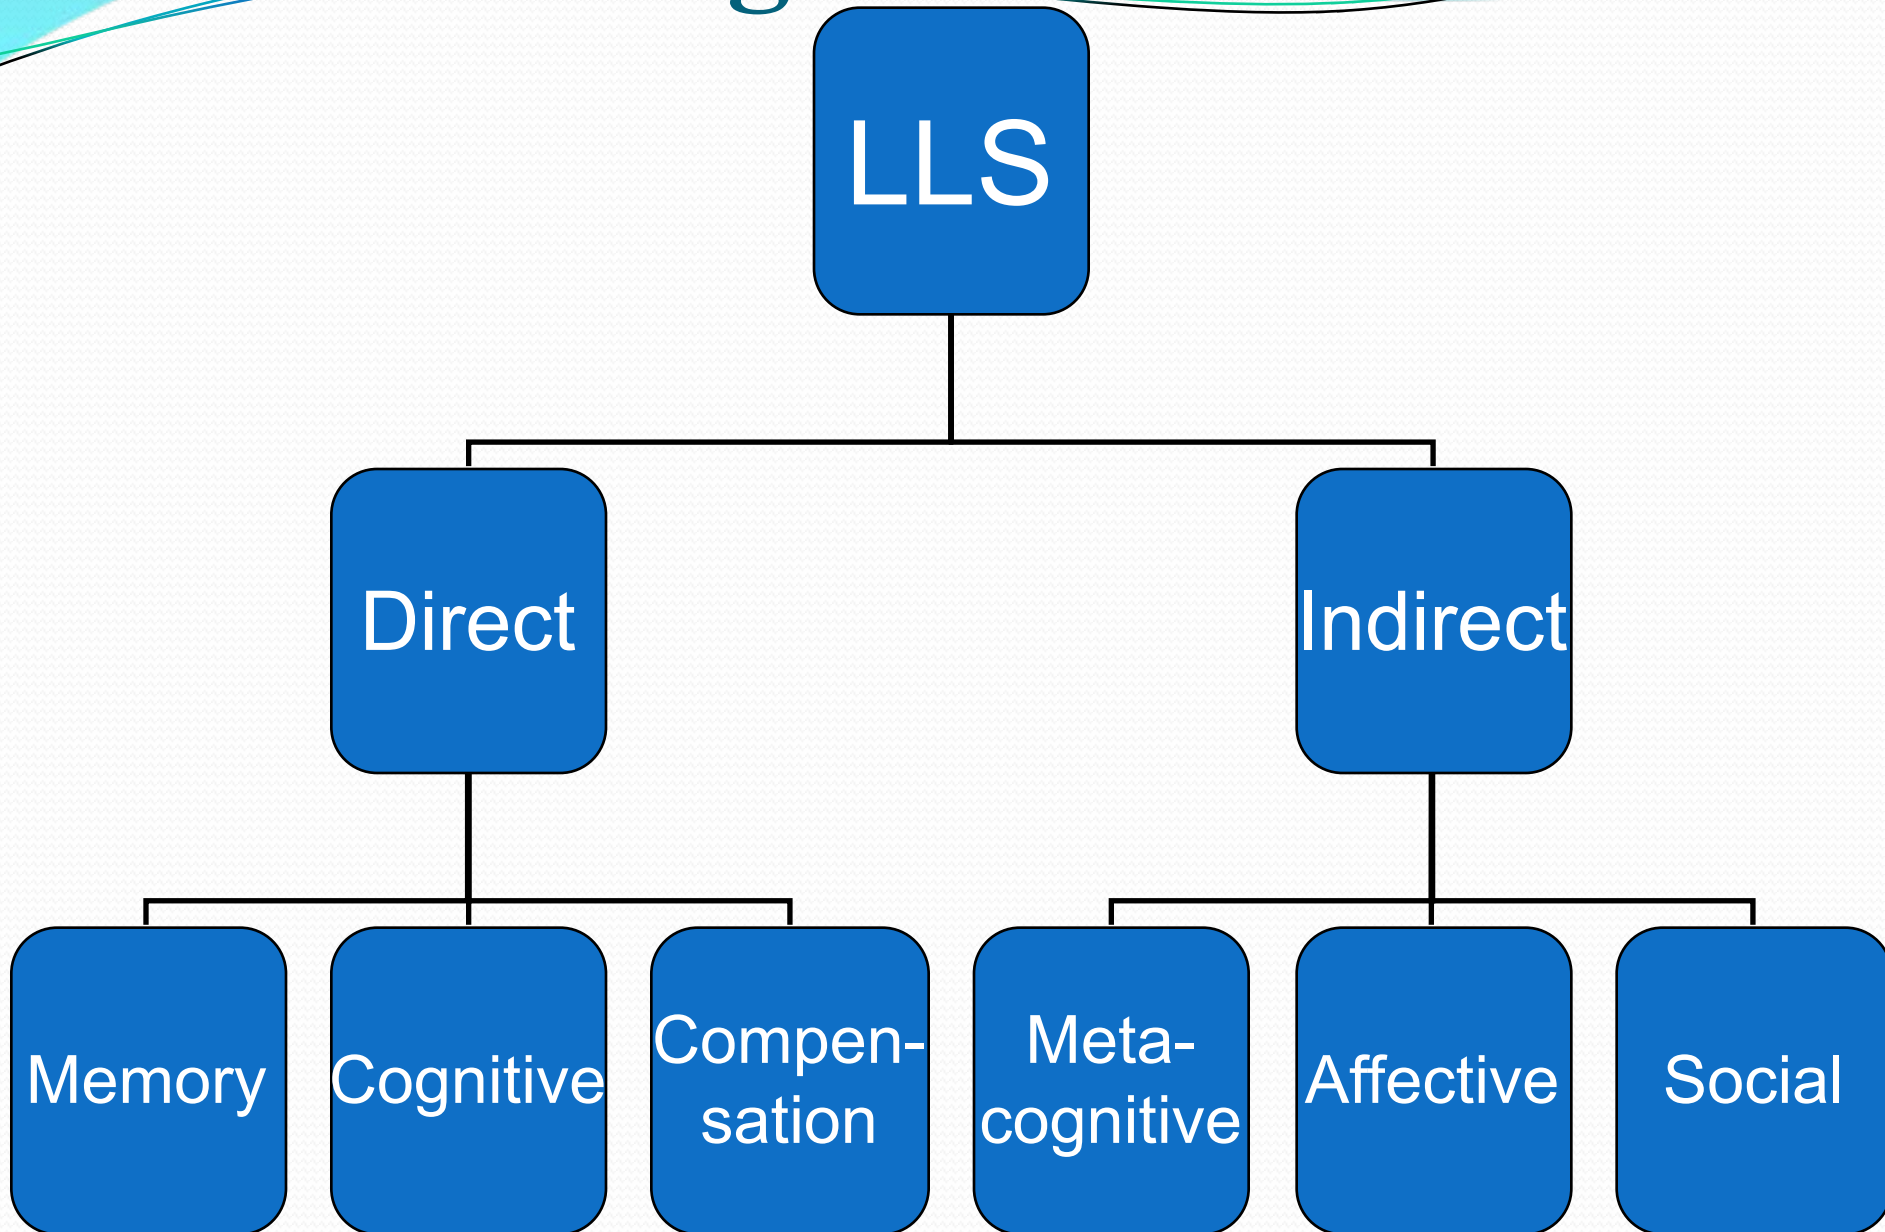 LLS
Direct
Indirect
Memory
Cognitive
Compen-
sation
Meta-
cognitive
Affective
Social